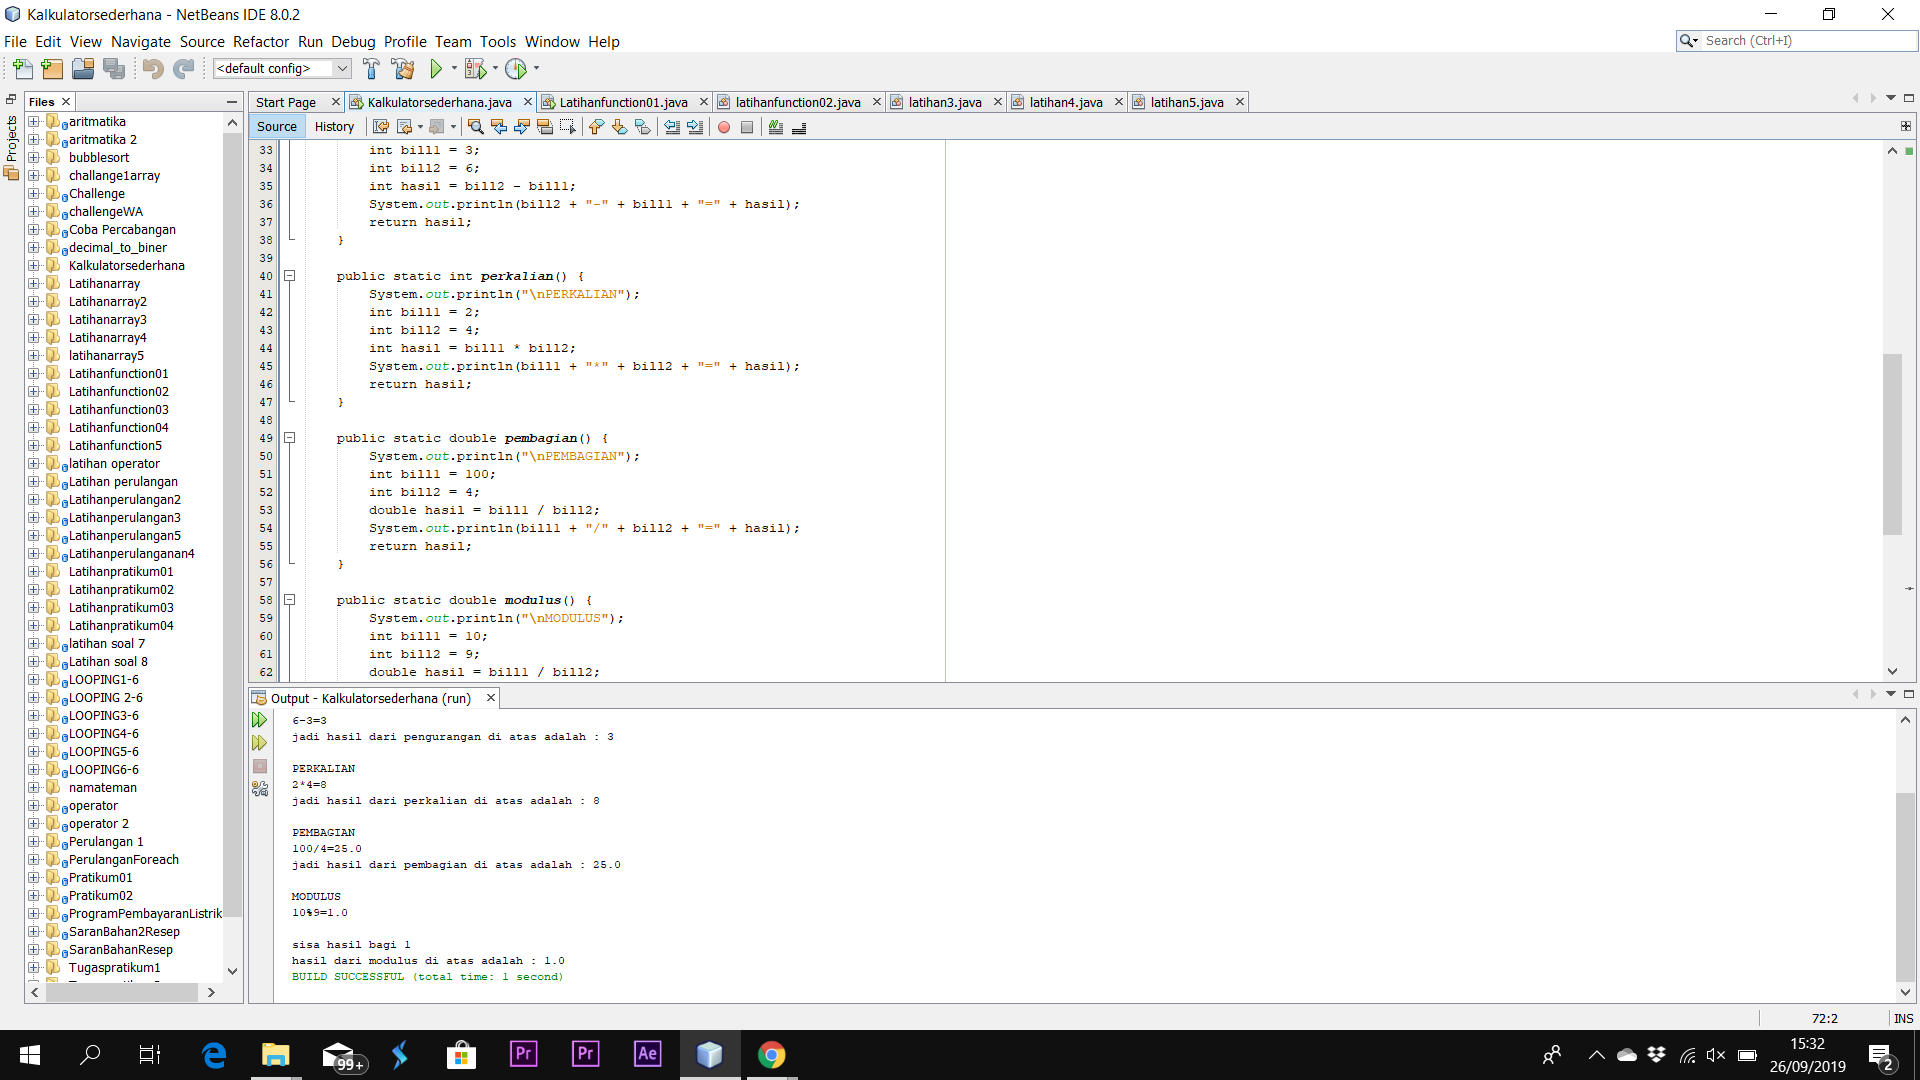 Kalkulatorsederhana - NetBeans IDE 8.0.2
File Edit View Navigate Source Refactor Run Debug Profile Team Tools Window Help
Search (Ctrl+I)
<default config>
Projects
Files
aritmatika
aritmatika 2
bubblesort
challange1array
Challenge
challengeWA
Coba Percabangan
decimal_to_biner
Kalkulatorsederhana
Latihanarray
Latihanarray2
Latihanarray3
Latihanarray4
latihanarray5
Latihanfunction01
Latihanfunction02
Latihanfunction03
Latihanfunction04
Latihanfunction5
latihan operator
Latihan perulangan
Latihanperulangan2
Latihanperulangan3
Latihanperulangan5
Latihanperulanganan4
Latihanpratikum01
Latihanpratikum02
Latihanpratikum03
Latihanpratikum04
latihan soal 7
Latihan soal 8
LOOPING1-6
LOOPING 2-6
LOOPING3-6
LOOPING4-6
LOOPING5-6
LOOPING6-6
namateman
operator
operator 2
Perulangan 1
PerulanganForeach
Pratikum01
Pratikum02
ProgramPembayaranListrik
SaranBahan2Resep
SaranBahanResep
Tugaspratikum1
Start Page Kalkulatorsederhana.java Latihanfunction01.java latihanfunction02.java latihan3.java latihan4.java latihan5.java
Source History
33 int bill1 = 3;
34 int bill2 = 6;
35 int hasil = bill2 - bill1;
36 System.out.println(bill2 + "-" + bill1 + "=" + hasil);
37 return hasil;
38 }
39
40 public static int perkalian() {
41 System.out.println("\nPERKALIAN");
42 int bill1 = 2;
43 int bill2 = 4;
44 int hasil = bill1 * bill2;
45 System.out.println(bill1 + "*" + bill2 + "=" + hasil);
46 return hasil;
47 }
48
49 public static double pembagian() {
50 System.out.println("\nPEMBAGIAN");
51 int bill1 = 100;
52 int bill2 = 4;
53 double hasil = bill1 / bill2;
54 System.out.println(bill1 + "/" + bill2 + "=" + hasil);
55 return hasil;
56 }
57
58 public static double modulus() {
59 System.out.println("\nMODULUS");
60 int bill1 = 10;
61 int bill2 = 9;
62 double hasil = bill1 / bill2;
Output - Kalkulatorsederhana (run)
6-3=3
jadi hasil dari pengurangan di atas adalah : 3
PERKALIAN
2*4=8
jadi hasil dari perkalian di atas adalah : 8
PEMBAGIAN
100/4=25.0
jadi hasil dari pembagian di atas adalah : 25.0
MODULUS
10%9=1.0
sisa hasil bagi 1
hasil dari modulus di atas adalah : 1.0
BUILD SUCCESSFUL (total time: 1 second)
72:2 INS
99+
Pr Pr Ae
15:32
26/09/2019
2